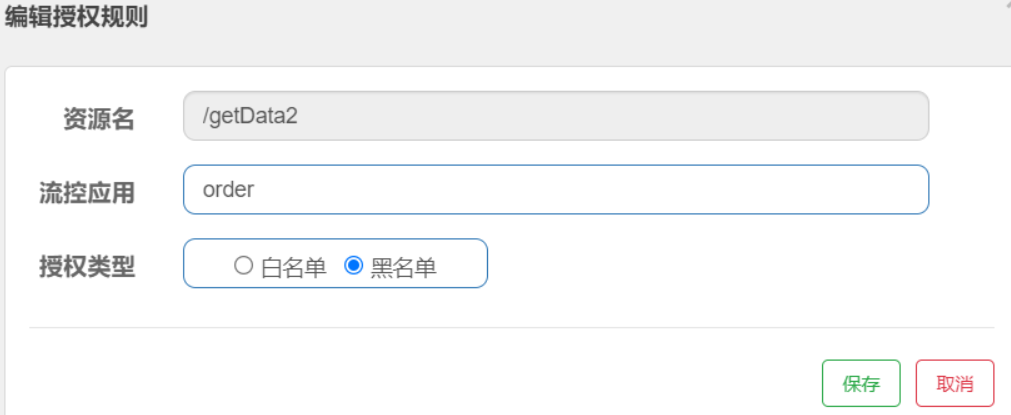 编辑授权规则
资源名 /getData2
流控应用 order
授权类型 白名单 黑名单
保存 取消